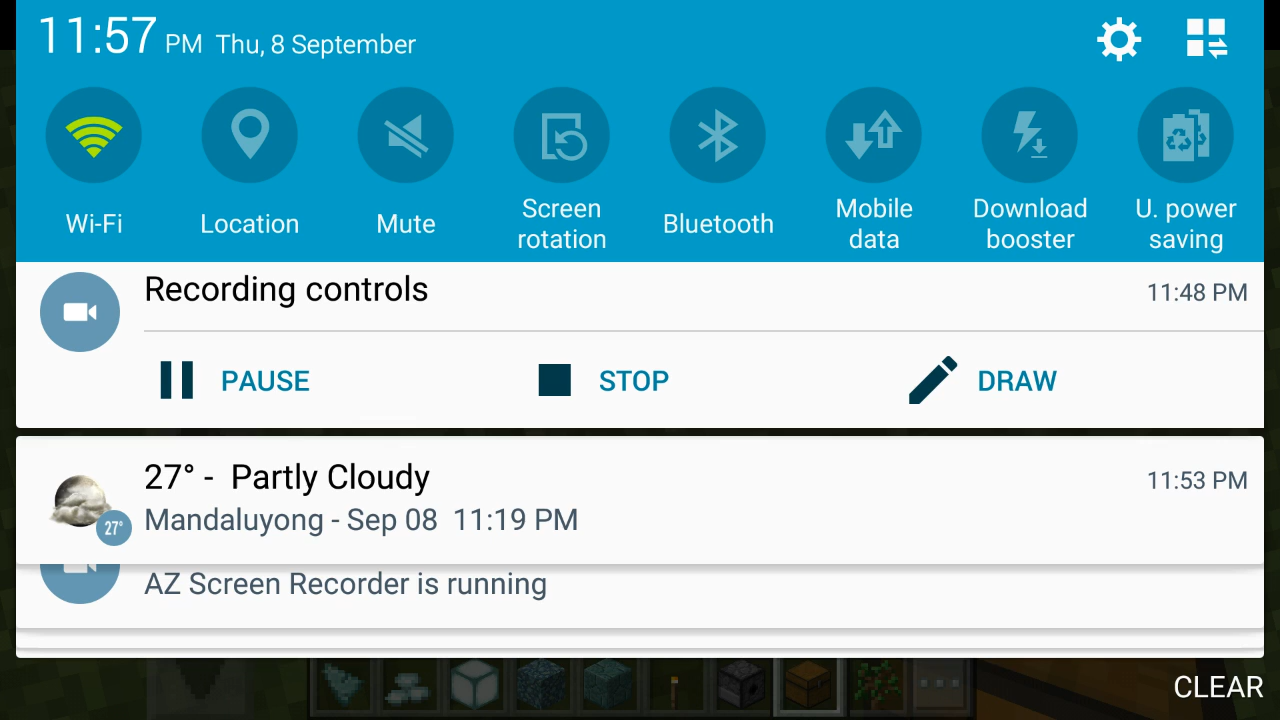 11:57 PM Thu, 8 September
Wi-Fi
Location
Mute
Screen
rotation
Bluetooth
Mobile
data
Download
booster
U. power
saving
Recording controls
11:48 PM
PAUSE
STOP
DRAW
27° - Partly Cloudy
11:53 PM
27°
Mandaluyong - Sep 08 11:19 PM
AZ Screen Recorder is running
CLEAR